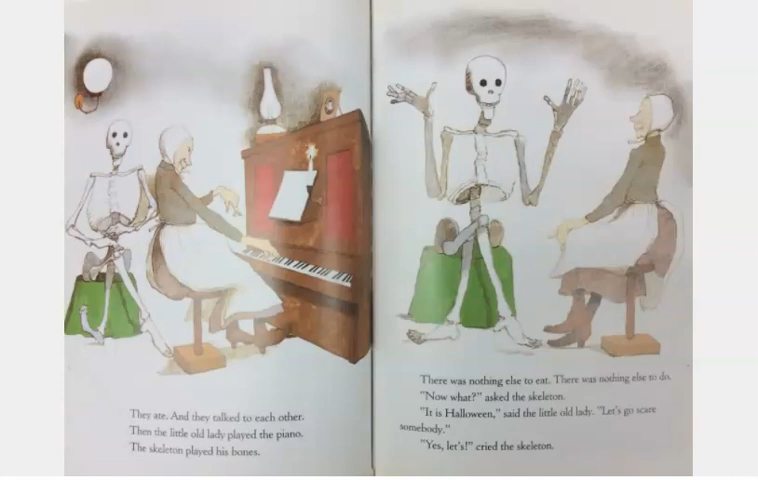 They ate. And they talked to each other.
Then the little old lady played the piano.
The skeleton played his bones.
There was nothing else to eat. There was nothing else to do.
"Now what?" asked the skeleton.
"It is Halloween," said the little old lady. "Let's go scare
somebody."
"Yes, let's!" cried the skeleton.